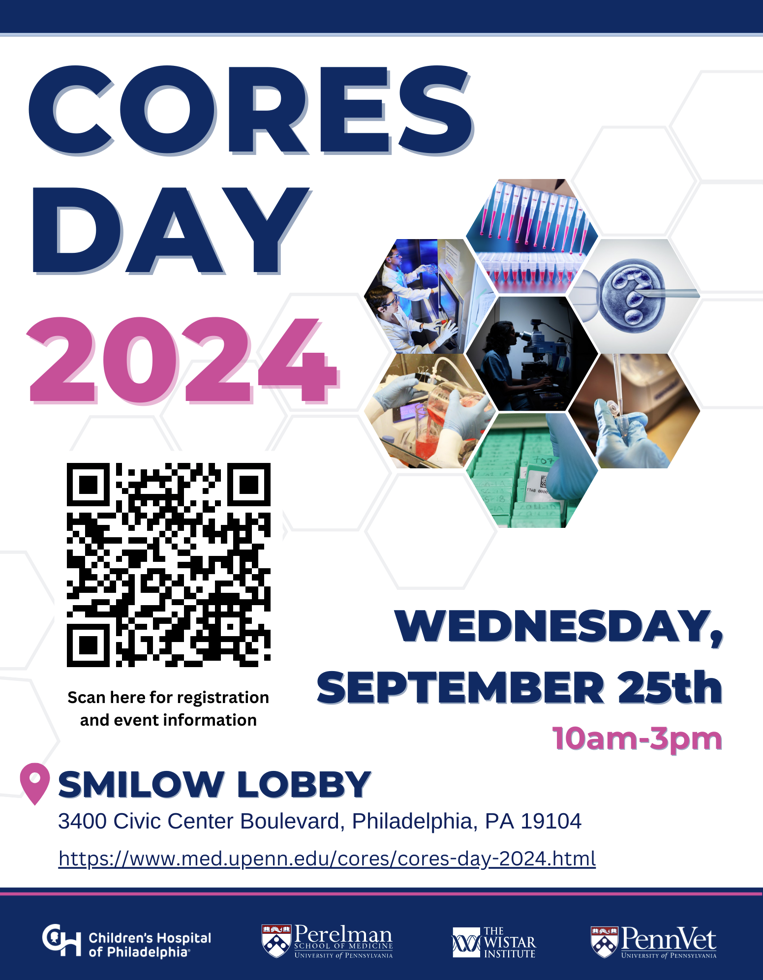 CORES
DAY
2024
Scan here for registration
and event information
WEDNESDAY,
SEPTEMBER 25th
10am-3pm
SMILOW LOBBY
3400 Civic Center Boulevard, Philadelphia, PA 19104
https://www.med.upenn.edu/cores/cores-day-2024.html
CH Children's Hospital
of Philadelphia
Perelman
SCHOOL OF MEDICINE
UNIVERSITY OF PENNSYLVANIA
THE
WISTAR
INSTITUTE
PennVet
UNIVERSITY OF PENNSYLVANIA